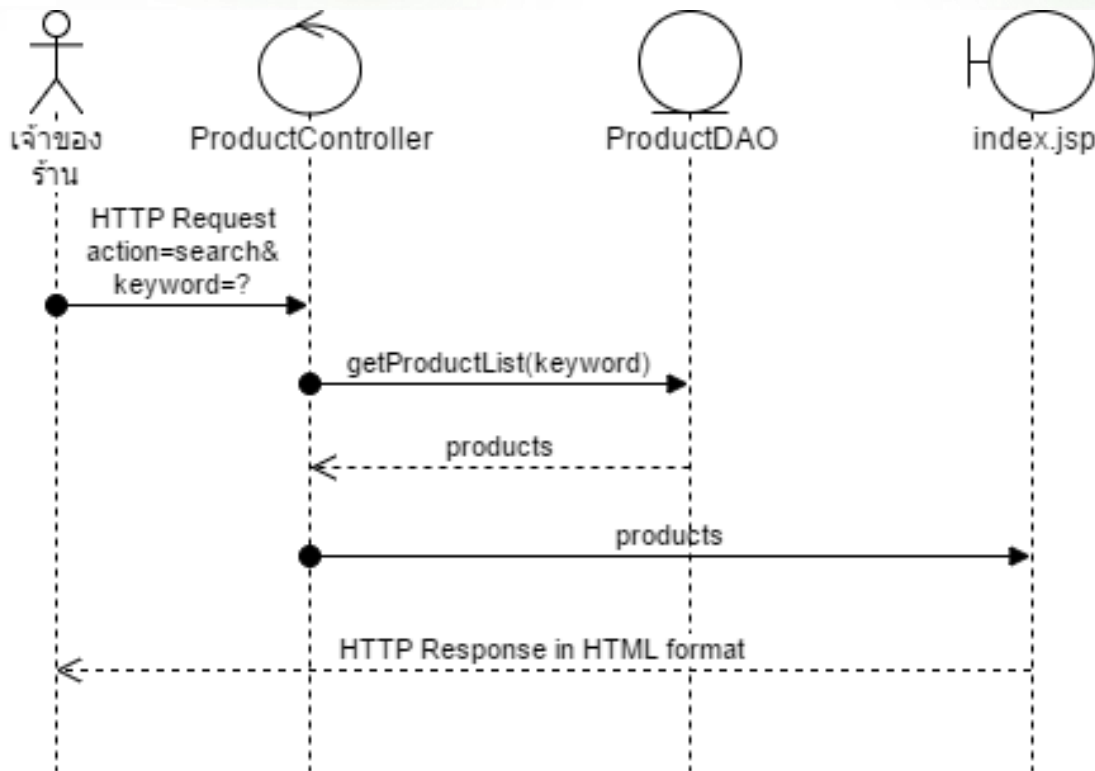 เจ้าของ
ร้าน
ProductController
ProductDAO
index.jsp
HTTP Request
action=search&
keyword=?
getProductList(keyword)
products
products
HTTP Response in HTML format